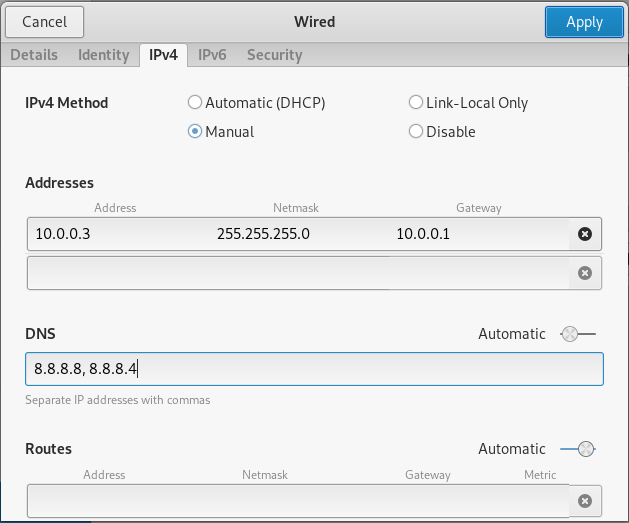 Cancel Wired Apply
Details Identity IPv4 IPv6 Security
IPv4 Method Automatic (DHCP) Link-Local Only
Manual Disable
Addresses
Address Netmask Gateway
10.0.0.3 255.255.255.0 10.0.0.1
DNS Automatic
8.8.8.8, 8.8.8.4
Separate IP addresses with commas
Routes Automatic
Address Netmask Gateway Metric